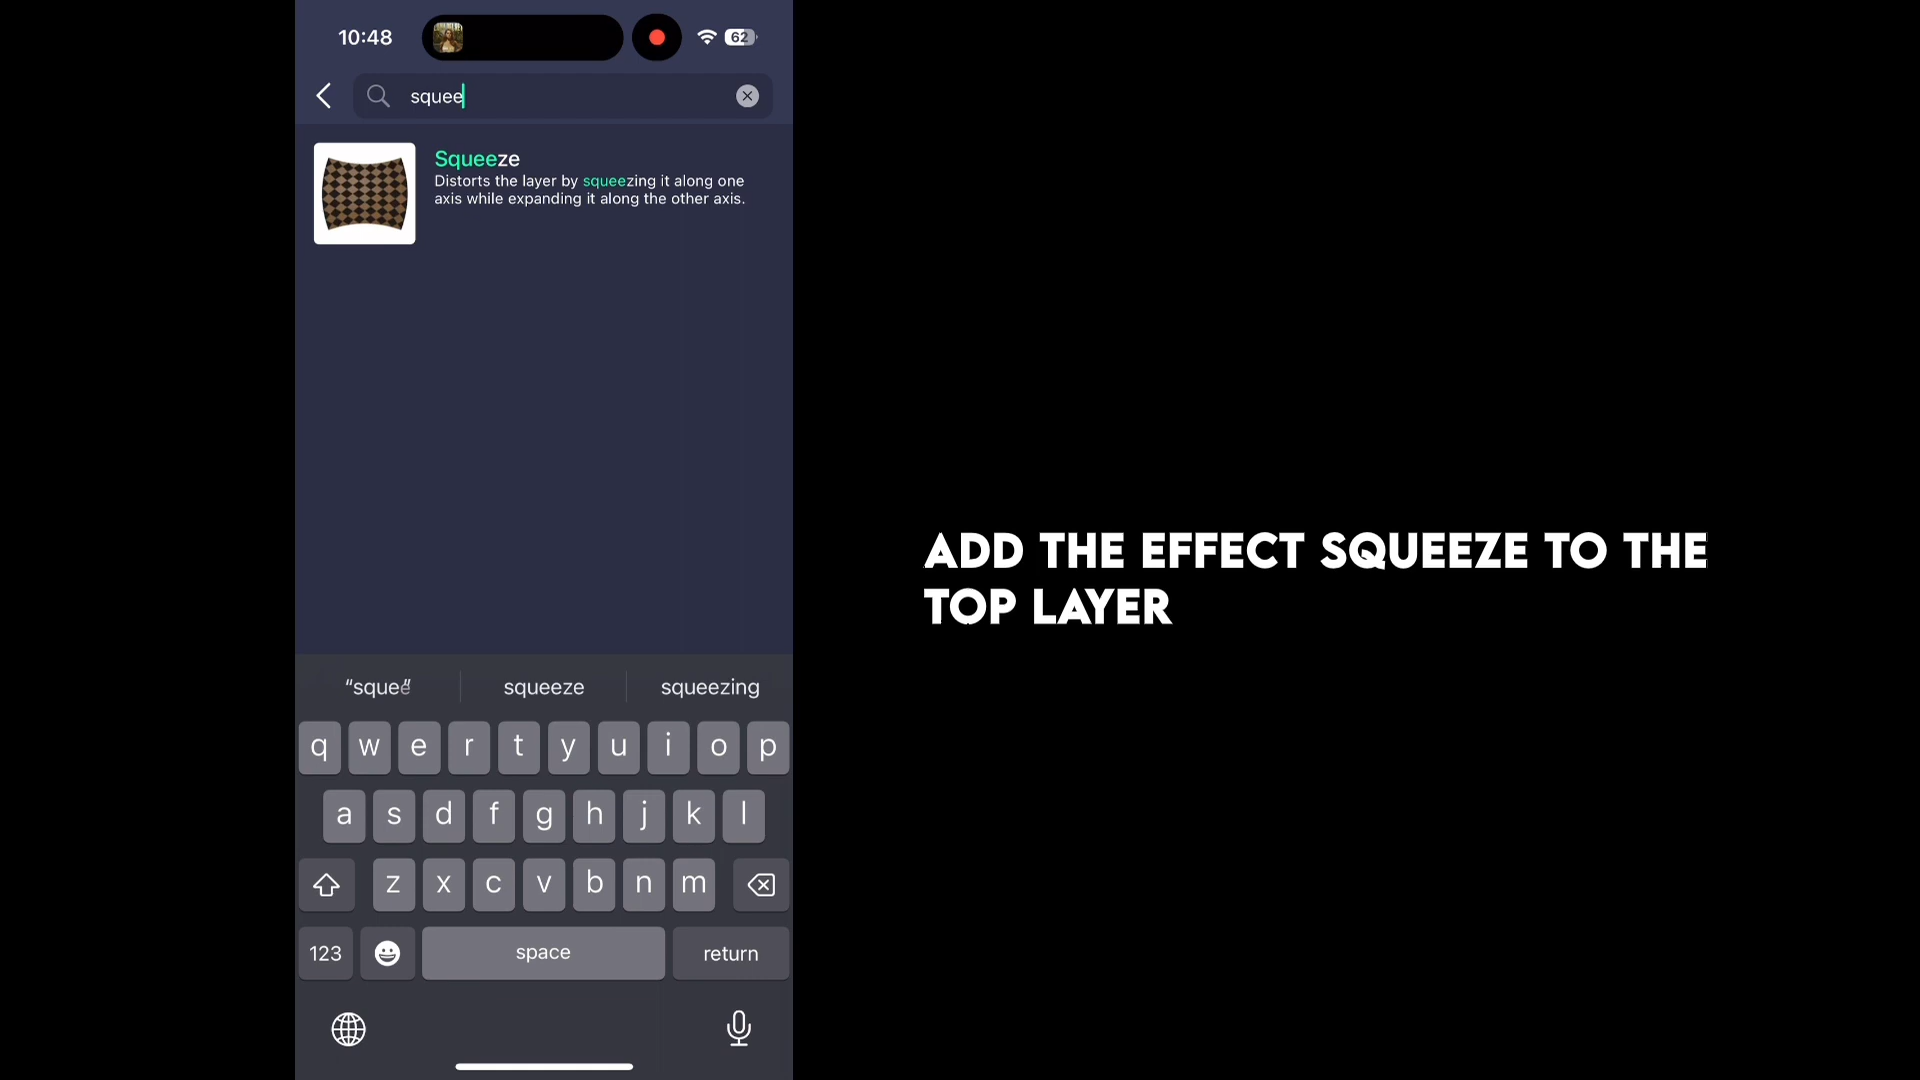 10:48
62
squee
Squeeze
Distorts the layer by squeezing it along one
axis while expanding it along the other axis.
ADD THE EFFECT SQUEEZE TO THE
TOP LAYER
“squee” squeeze squeezing
q w e r t y u i o p
a s d f g h j k l
z x c v b n m
123 space return